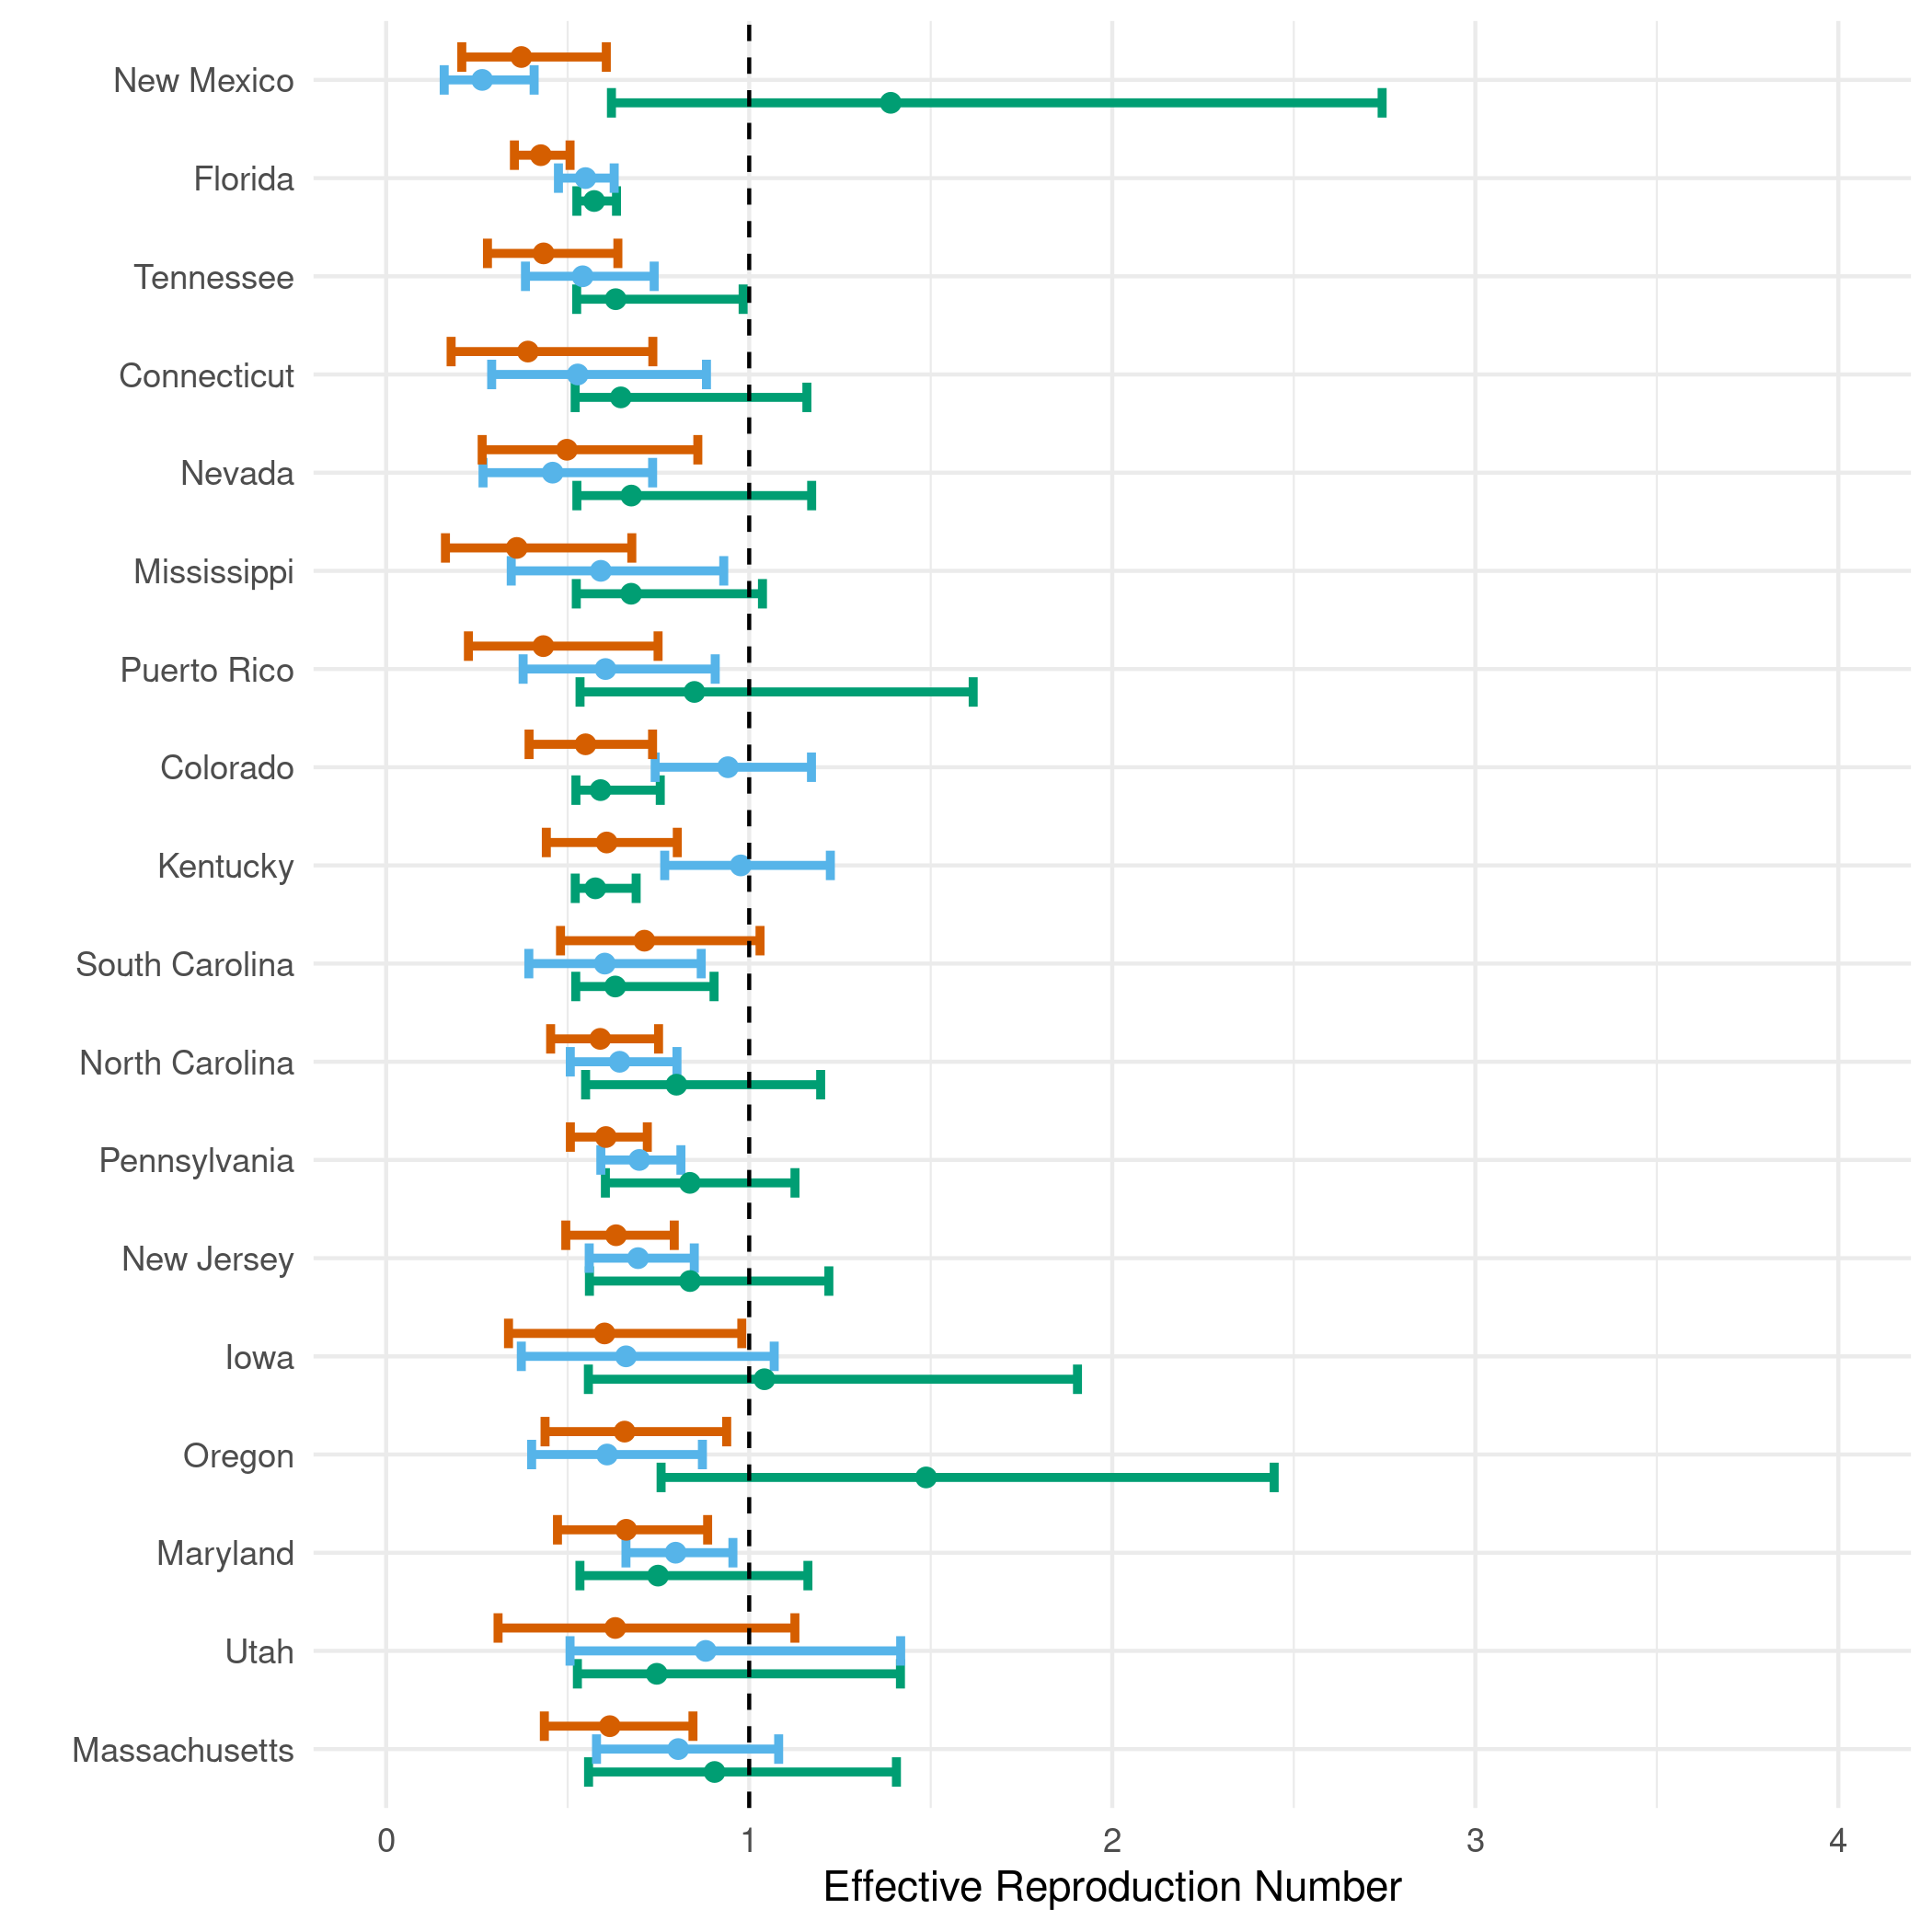 New Mexico
Florida
Tennessee
Connecticut
Nevada
Mississippi
Puerto Rico
Colorado
Kentucky
South Carolina
North Carolina
Pennsylvania
New Jersey
Iowa
Oregon
Maryland
Utah
Massachusetts
0 1 2 3 4
Effective Reproduction Number